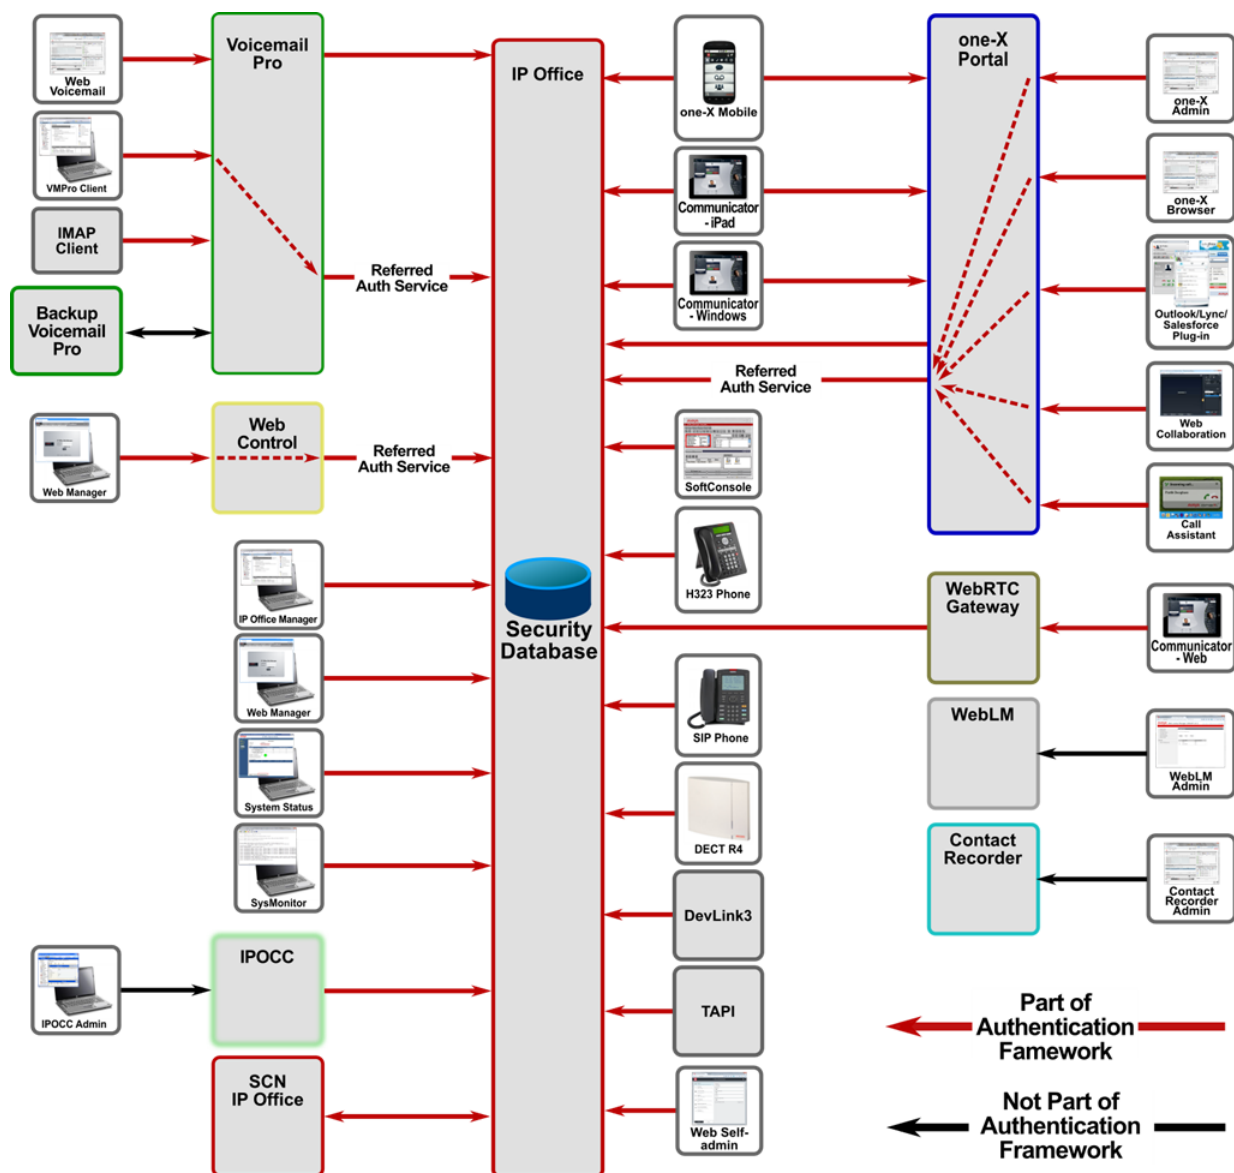 Web
Voicemail
VMPro Client
IMAP
Client
Backup
Voicemail
Pro
Voicemail
Pro
Referred
Auth Service
Web Manager
Web
Control
Referred
Auth Service
IP Office Manager
Web Manager
System Status
SysMonitor
IPOCC Admin
IPOCC
SCN
IP Office
IP Office
Security
Database
one-X Mobile
Communicator
- iPad
Communicator
- Windows
Referred
Auth Service
SoftConsole
H323 Phone
SIP Phone
DECT R4
DevLink3
TAPI
Web Self-
admin
one-X
Portal
one-X
Admin
one-X
Browser
Outlook/Lync/
Salesforce
Plug-in
Web
Collaboration
Call
Assistant
WebRTC
Gateway
Communicator
- Web
WebLM
WebLM
Admin
Contact
Recorder
Contact
Recorder
Admin
Part of
Authentication
Famework
Not Part of
Authentication
Framework